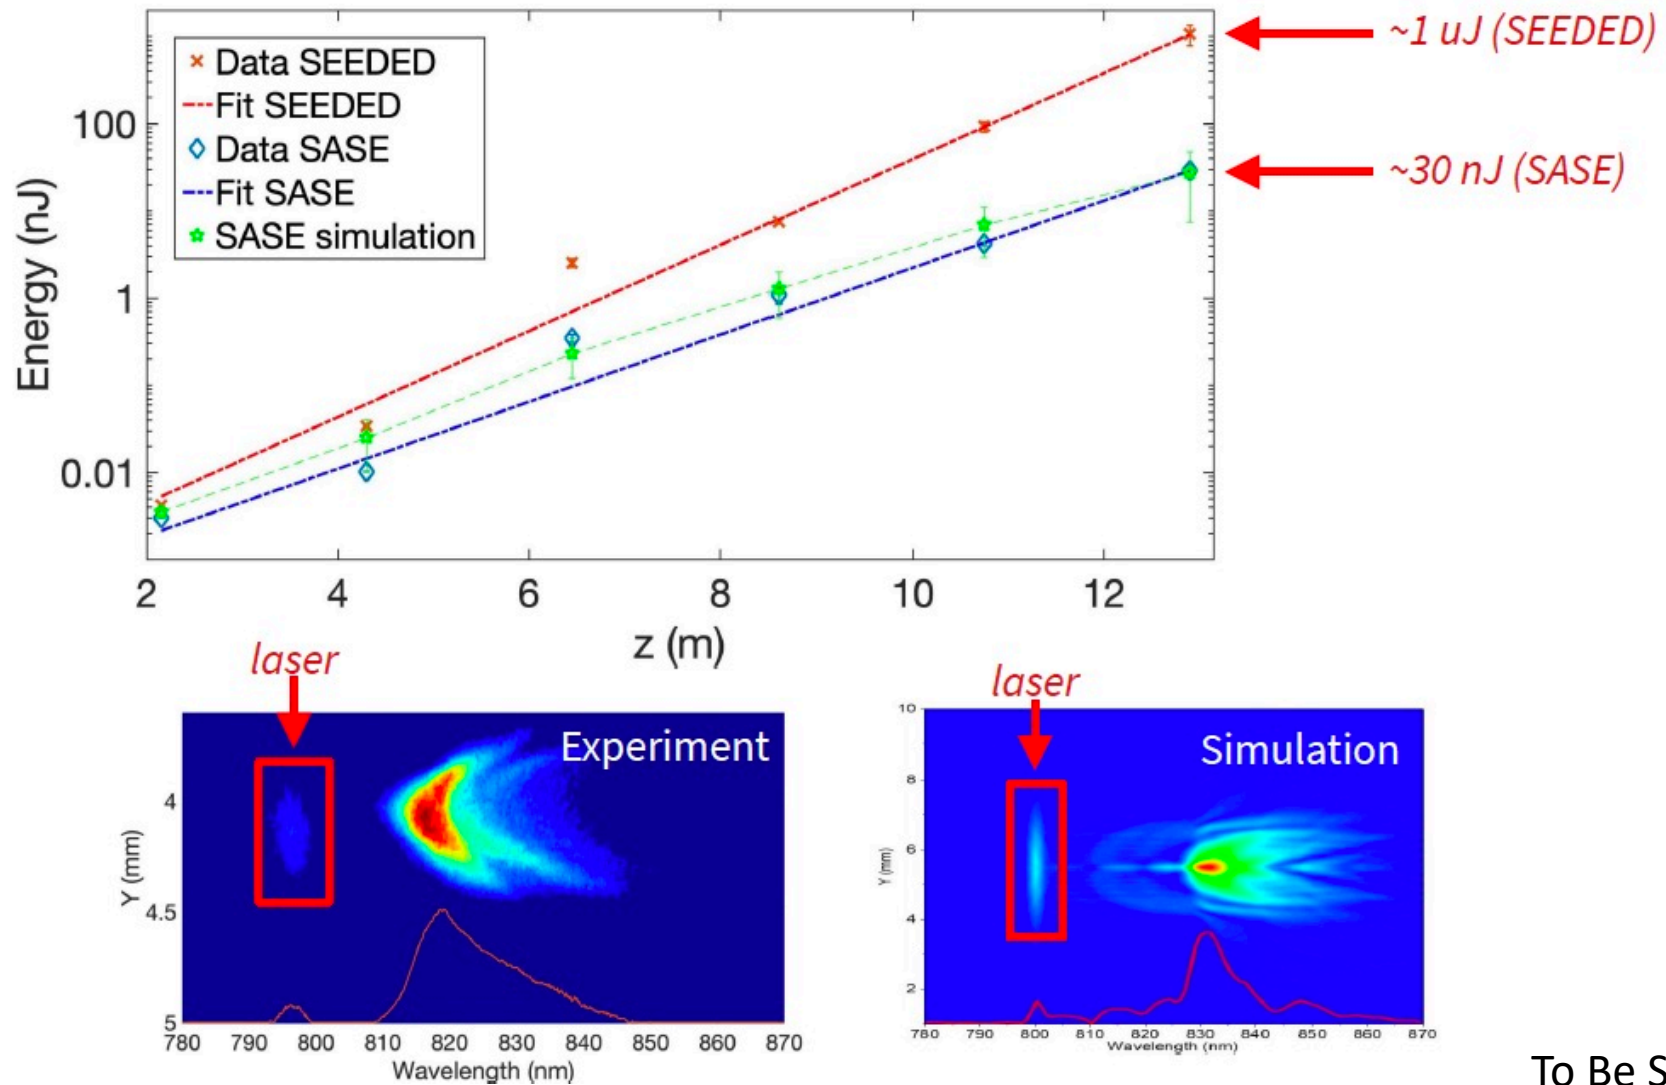 ~1 uJ (SEEDED)
Data SEEDED
Fit SEEDED
Data SASE
Fit SASE
SASE simulation
~30 nJ (SASE)
100
1
0.01
Energy (nJ)
2 4 6 8 10 12
z (m)
laser
Experiment
4
4.5
5
Y (mm)
780 790 800 810 820 830 840 850 860 870
Wavelength (nm)
laser
Simulation
10
8
6
4
2
Y (mm)
780 790 800 810 820 830 840 850 860 870
Wavelength (nm)
To Be S